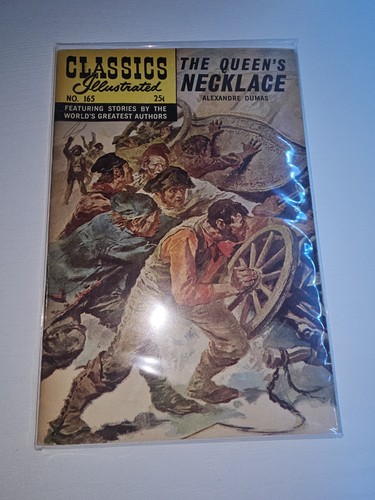 CLASSICS
Illustrated
NO. 165 25¢
FEATURING STORIES BY THE
WORLD'S GREATEST AUTHORS
THE QUEEN'S
NECKLACE
ALEXANDRE DUMAS